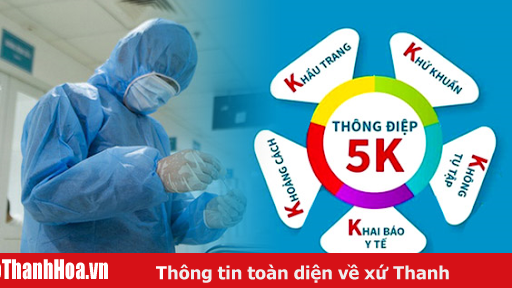 KHẨU TRANG
KHỬ KHUẨN
THÔNG ĐIỆP
5K
KHOẢNG CÁCH
KHÔNG
TỤ TẬP
KHAI BÁO
Y TẾ
ThanhHoa.vn
Thông tin toàn diện về xứ Thanh